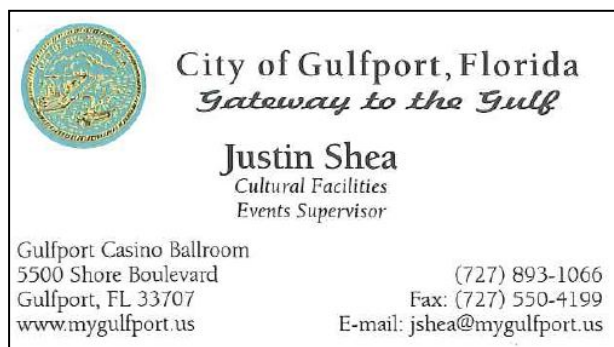 City of Gulfport, Florida
Gateway to the Gulf
Justin Shea
Cultural Facilities
Events Supervisor
Gulfport Casino Ballroom
5500 Shore Boulevard
Gulfport, FL 33707
www.mygulfport.us
(727) 893-1066
Fax: (727) 550-4199
E-mail: jshea@mygulfport.us